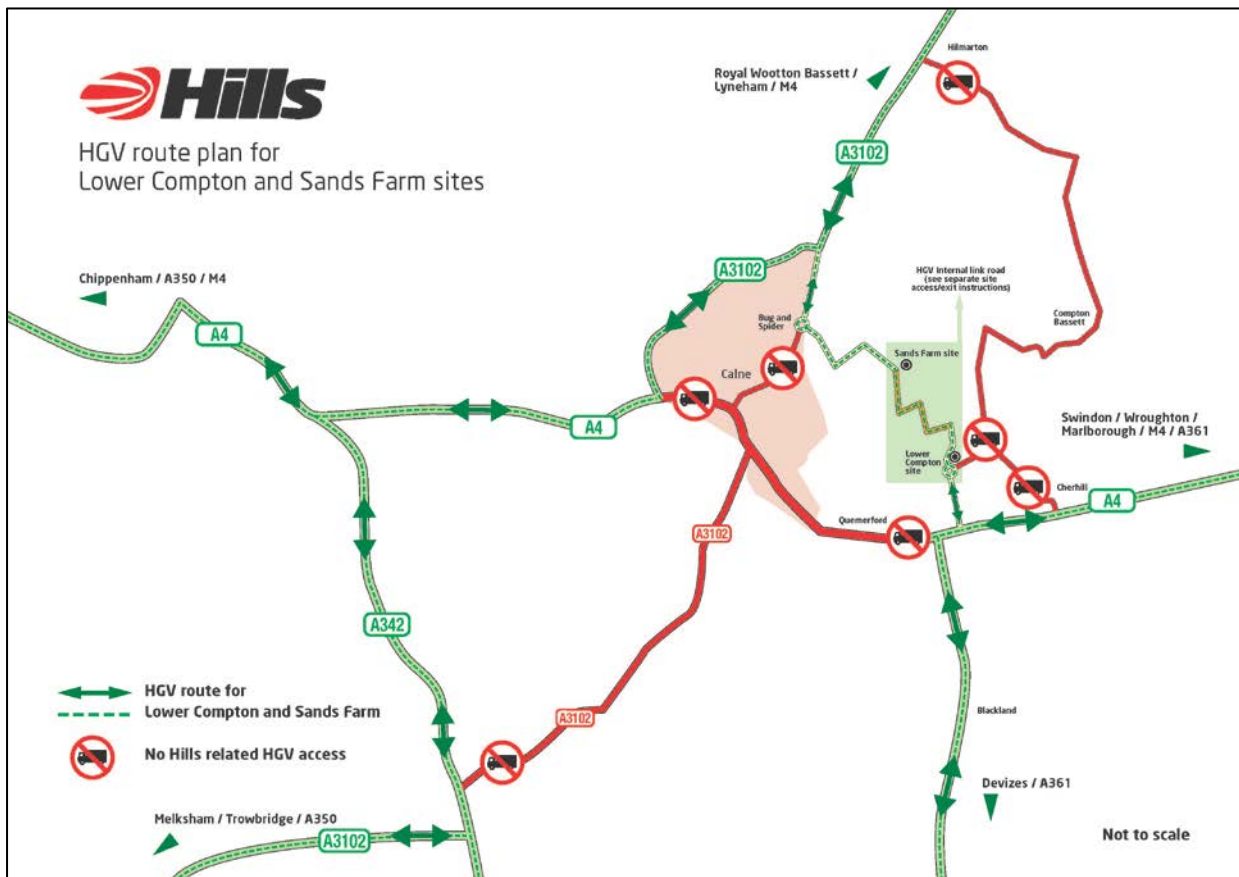 Hills
HGV route plan for
Lower Compton and Sands Farm sites
Hilmarton
Royal Wootton Bassett /
Lyneham / M4
A3102
A3102
Chippenham / A350 / M4
HGV Internal link road
(see separate site
access/exit instructions)
A4
Bug and
Spider
Compton
Bassett
Sands Farm site
Calne
A4
Swindon / Wroughton /
Marlborough / M4 / A361
Lower
Compton
site
Cherhill
A4
Quemerford
A3102
A342
HGV route for
Lower Compton and Sands Farm
A3102
Blackland
No Hills related HGV access
Devizes / A361
Melksham / Trowbridge / A350
A3102
Not to scale